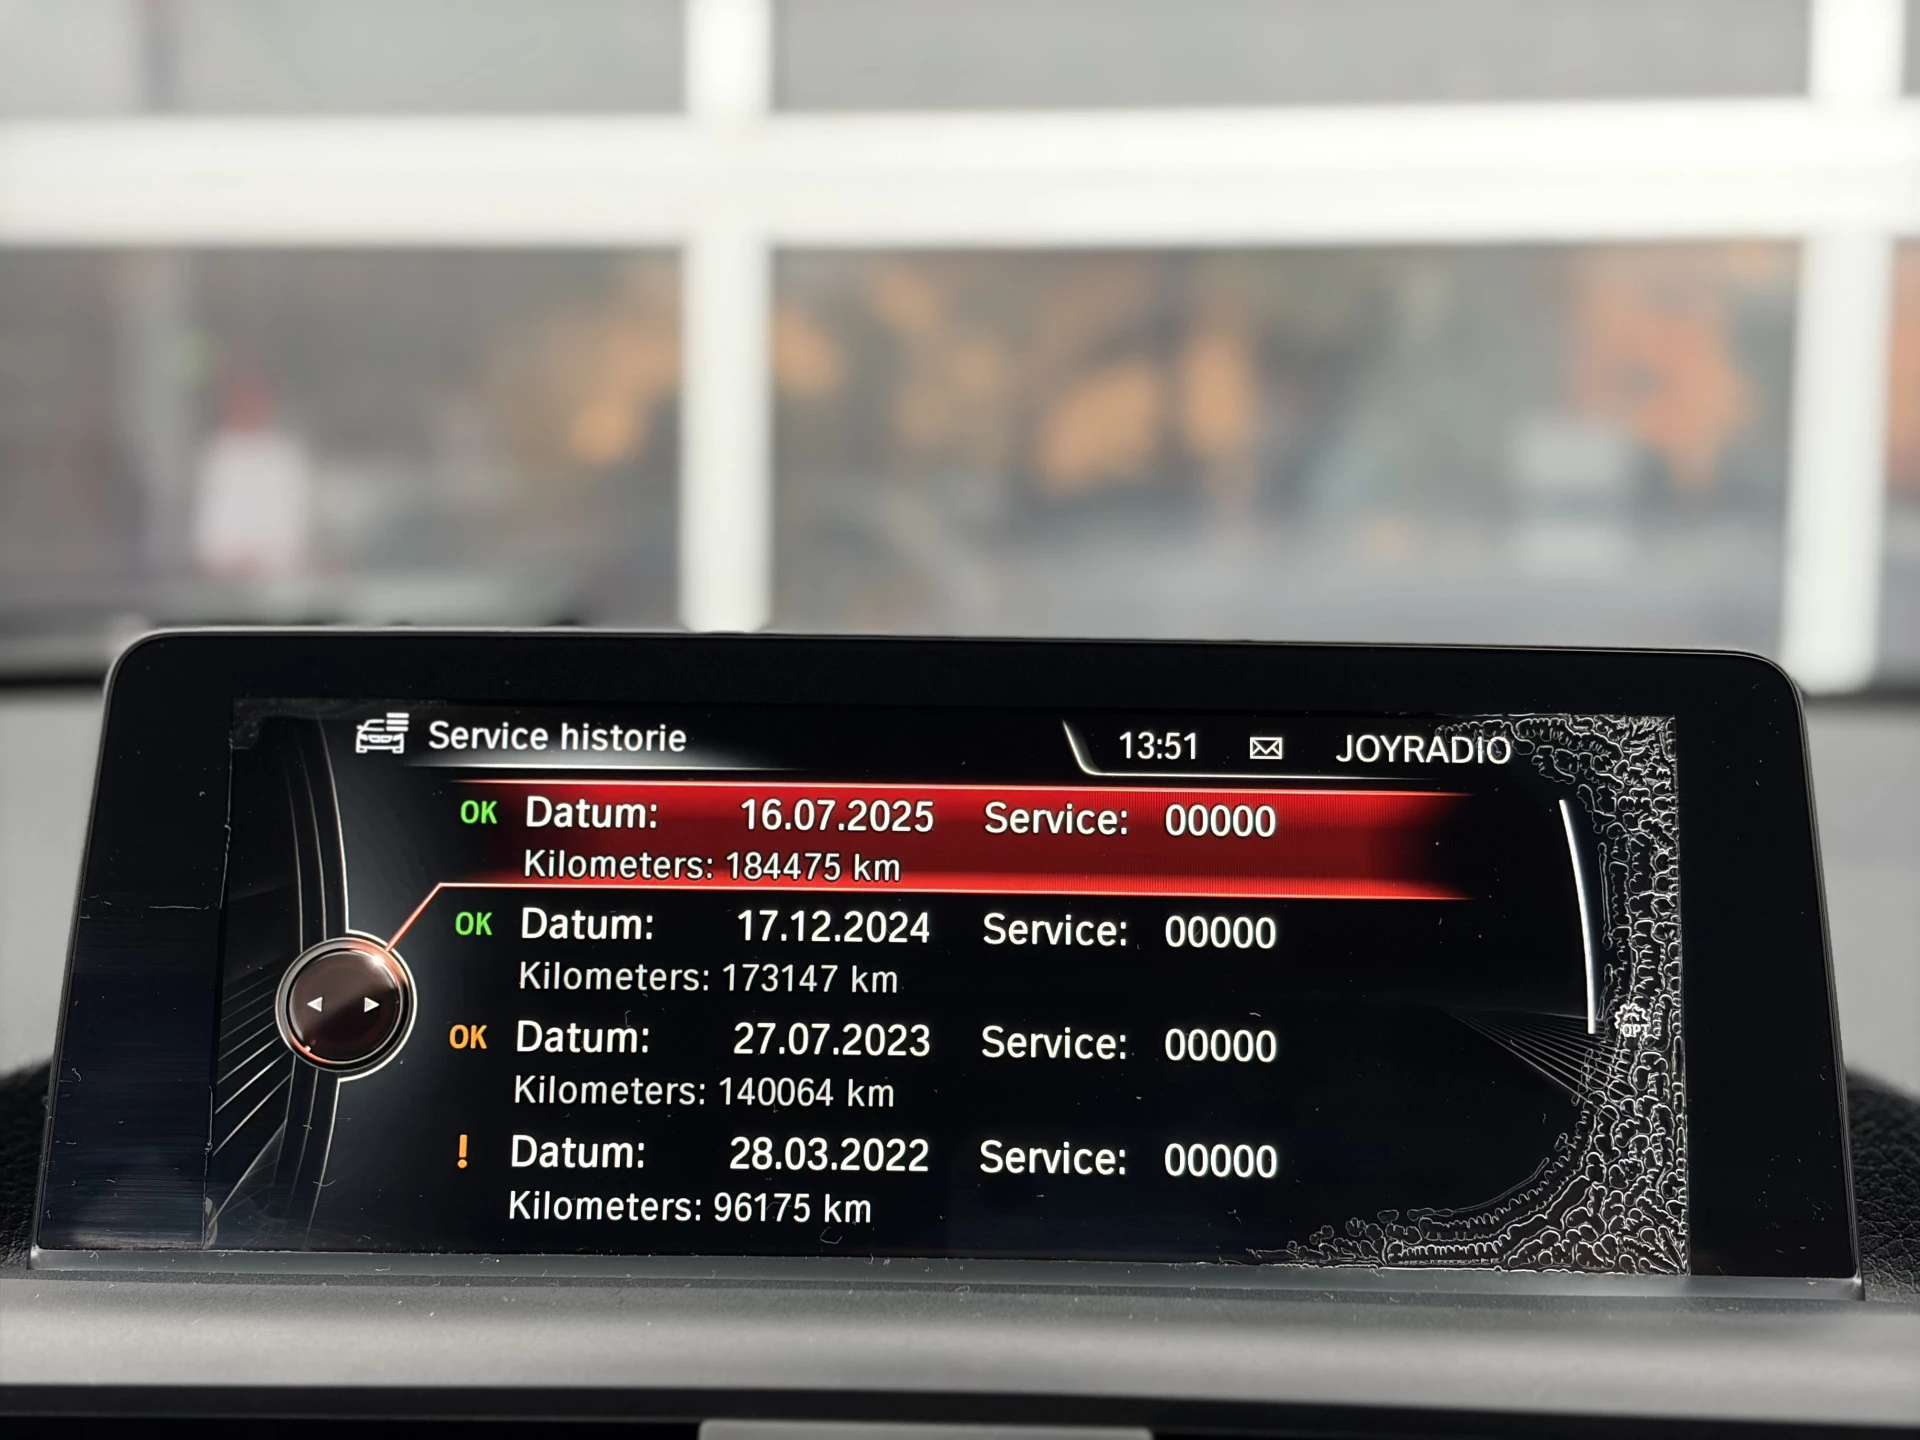 Service historie
13:51 JOYRADIO
OK Datum: 16.07.2025 Service: 00000
Kilometers: 184475 km
OK Datum: 17.12.2024 Service: 00000
Kilometers: 173147 km
OK Datum: 27.07.2023 Service: 00000
Kilometers: 140064 km
! Datum: 28.03.2022 Service: 00000
Kilometers: 96175 km
OPT